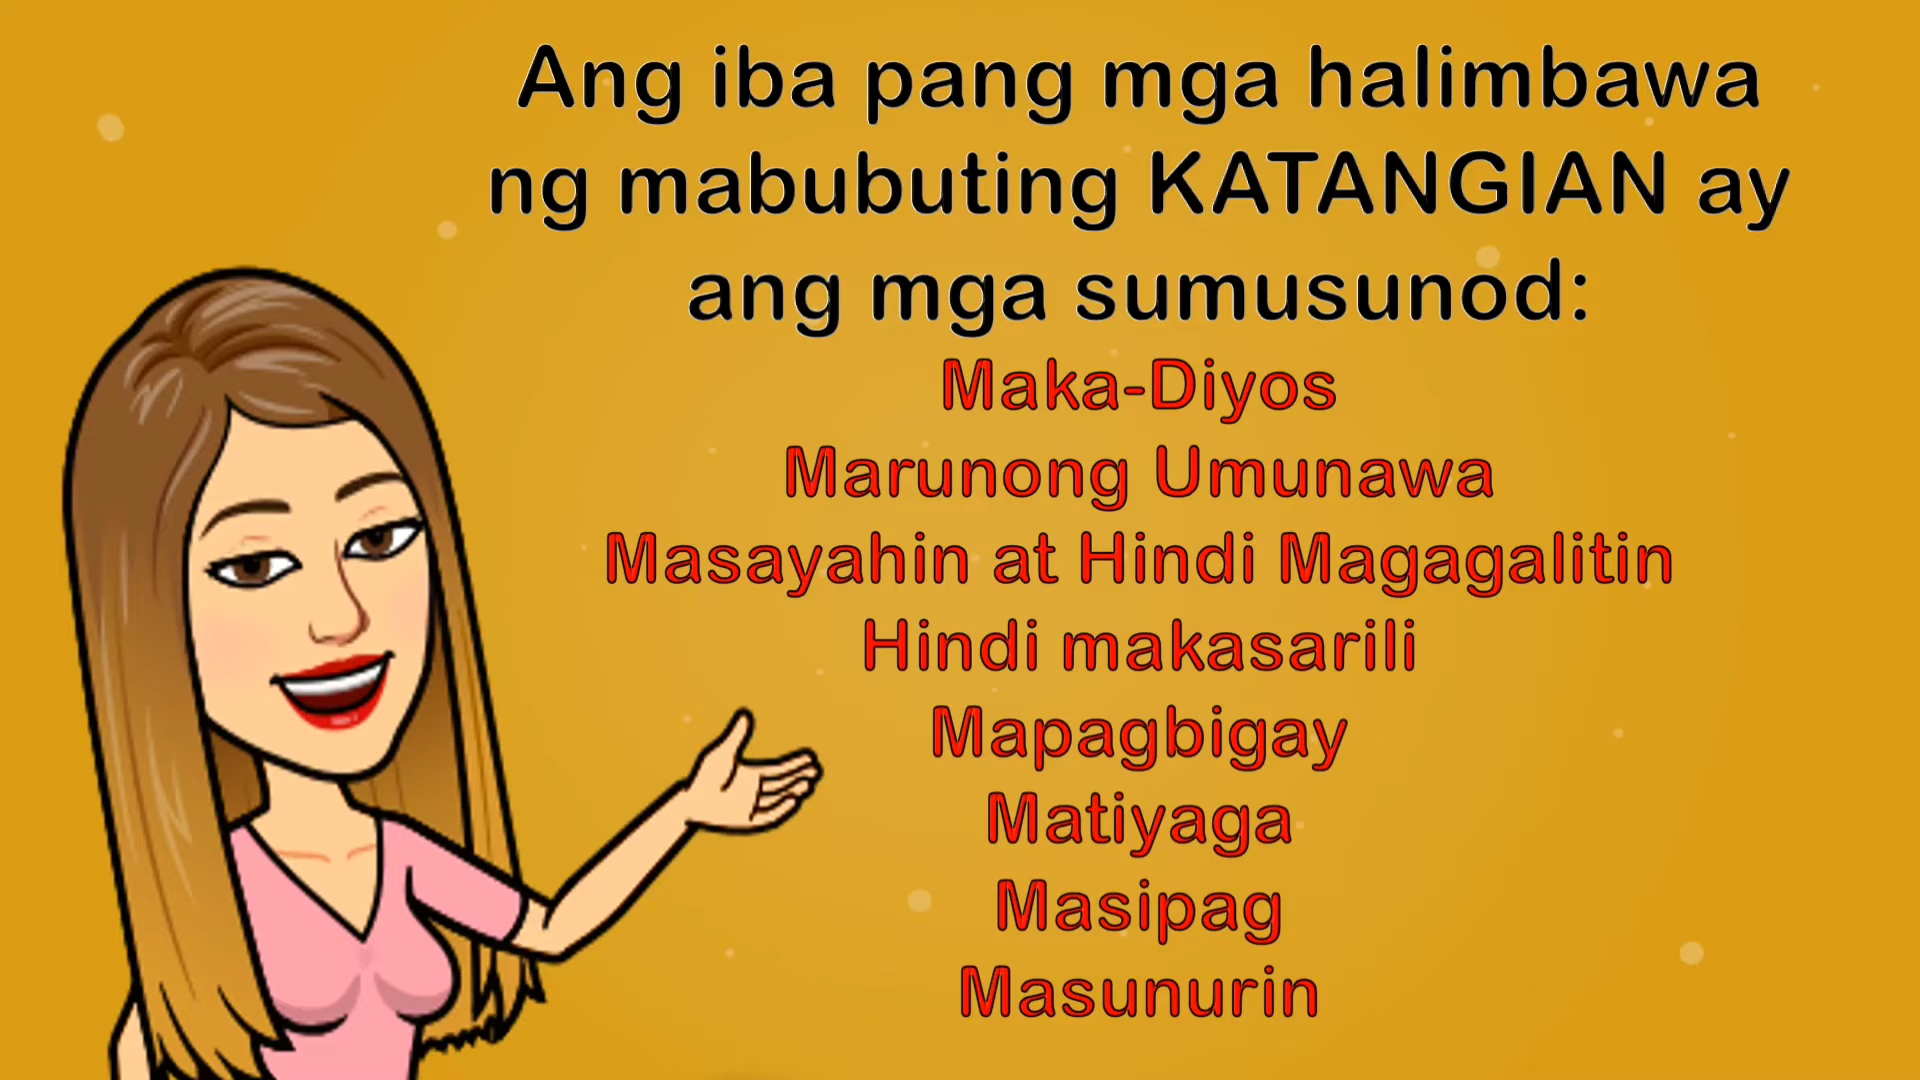 Ang iba pang mga halimbawa
ng mabubuting KATANGIAN ay
ang mga sumusunod:
Maka-Diyos
Marunong Umunawa
Masayahin at Hindi Magagalitin
Hindi makasarili
Mapagbigay
Matiyaga
Masipag
Masunurin